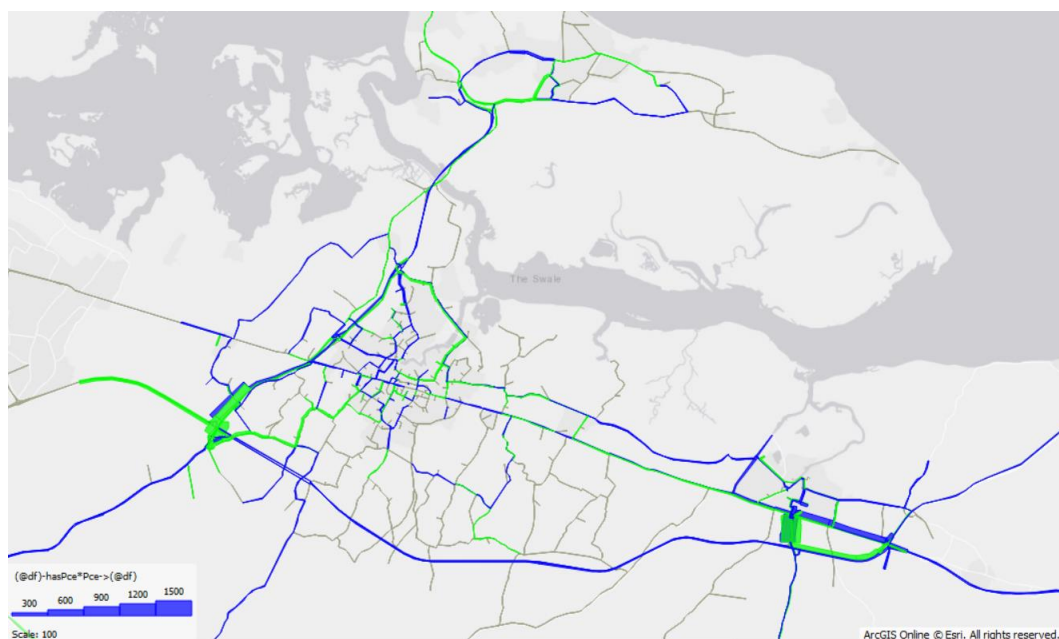 The Swale
(@df)-hasPce*Pce->(@df)
300 600 900 1200 1500
Scale: 100
ArcGIS Online © Esri. All rights reserved.